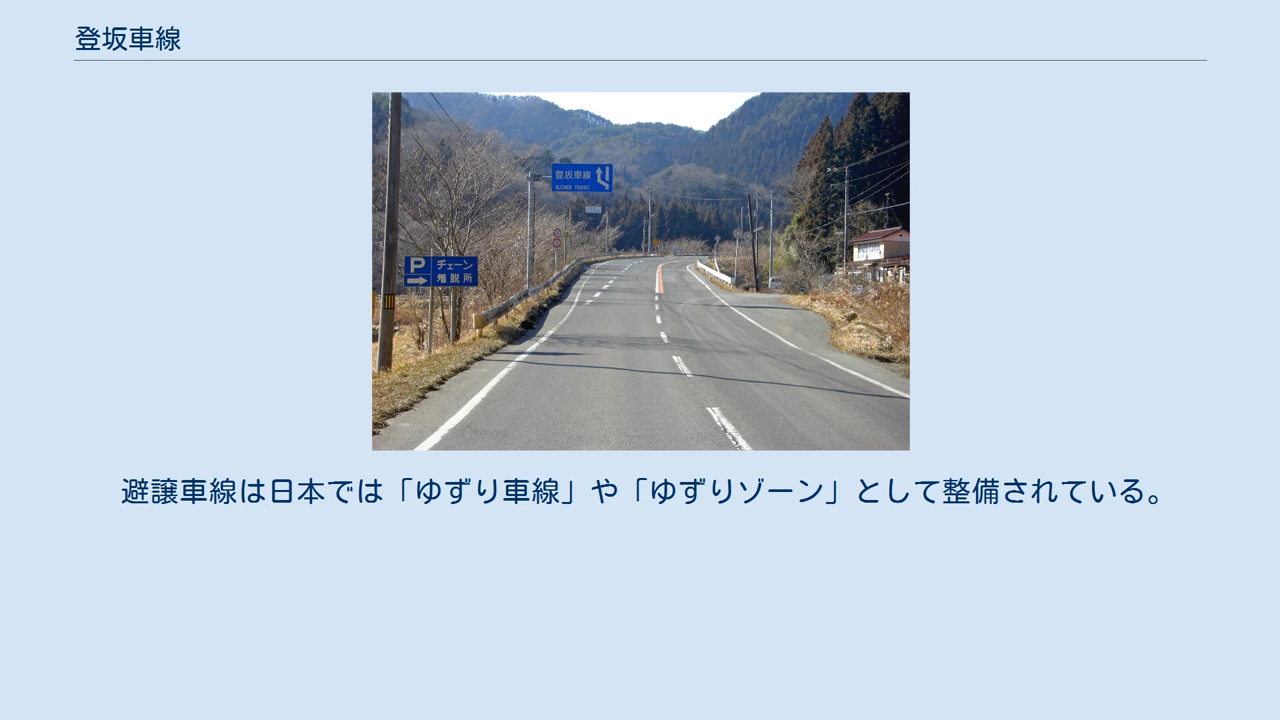 登坂車線
登坂車線
SLOWER TRAFFIC
P チェーン
着脱所
避譲車線は日本では「ゆずり車線」や「ゆずりゾーン」として整備されている。